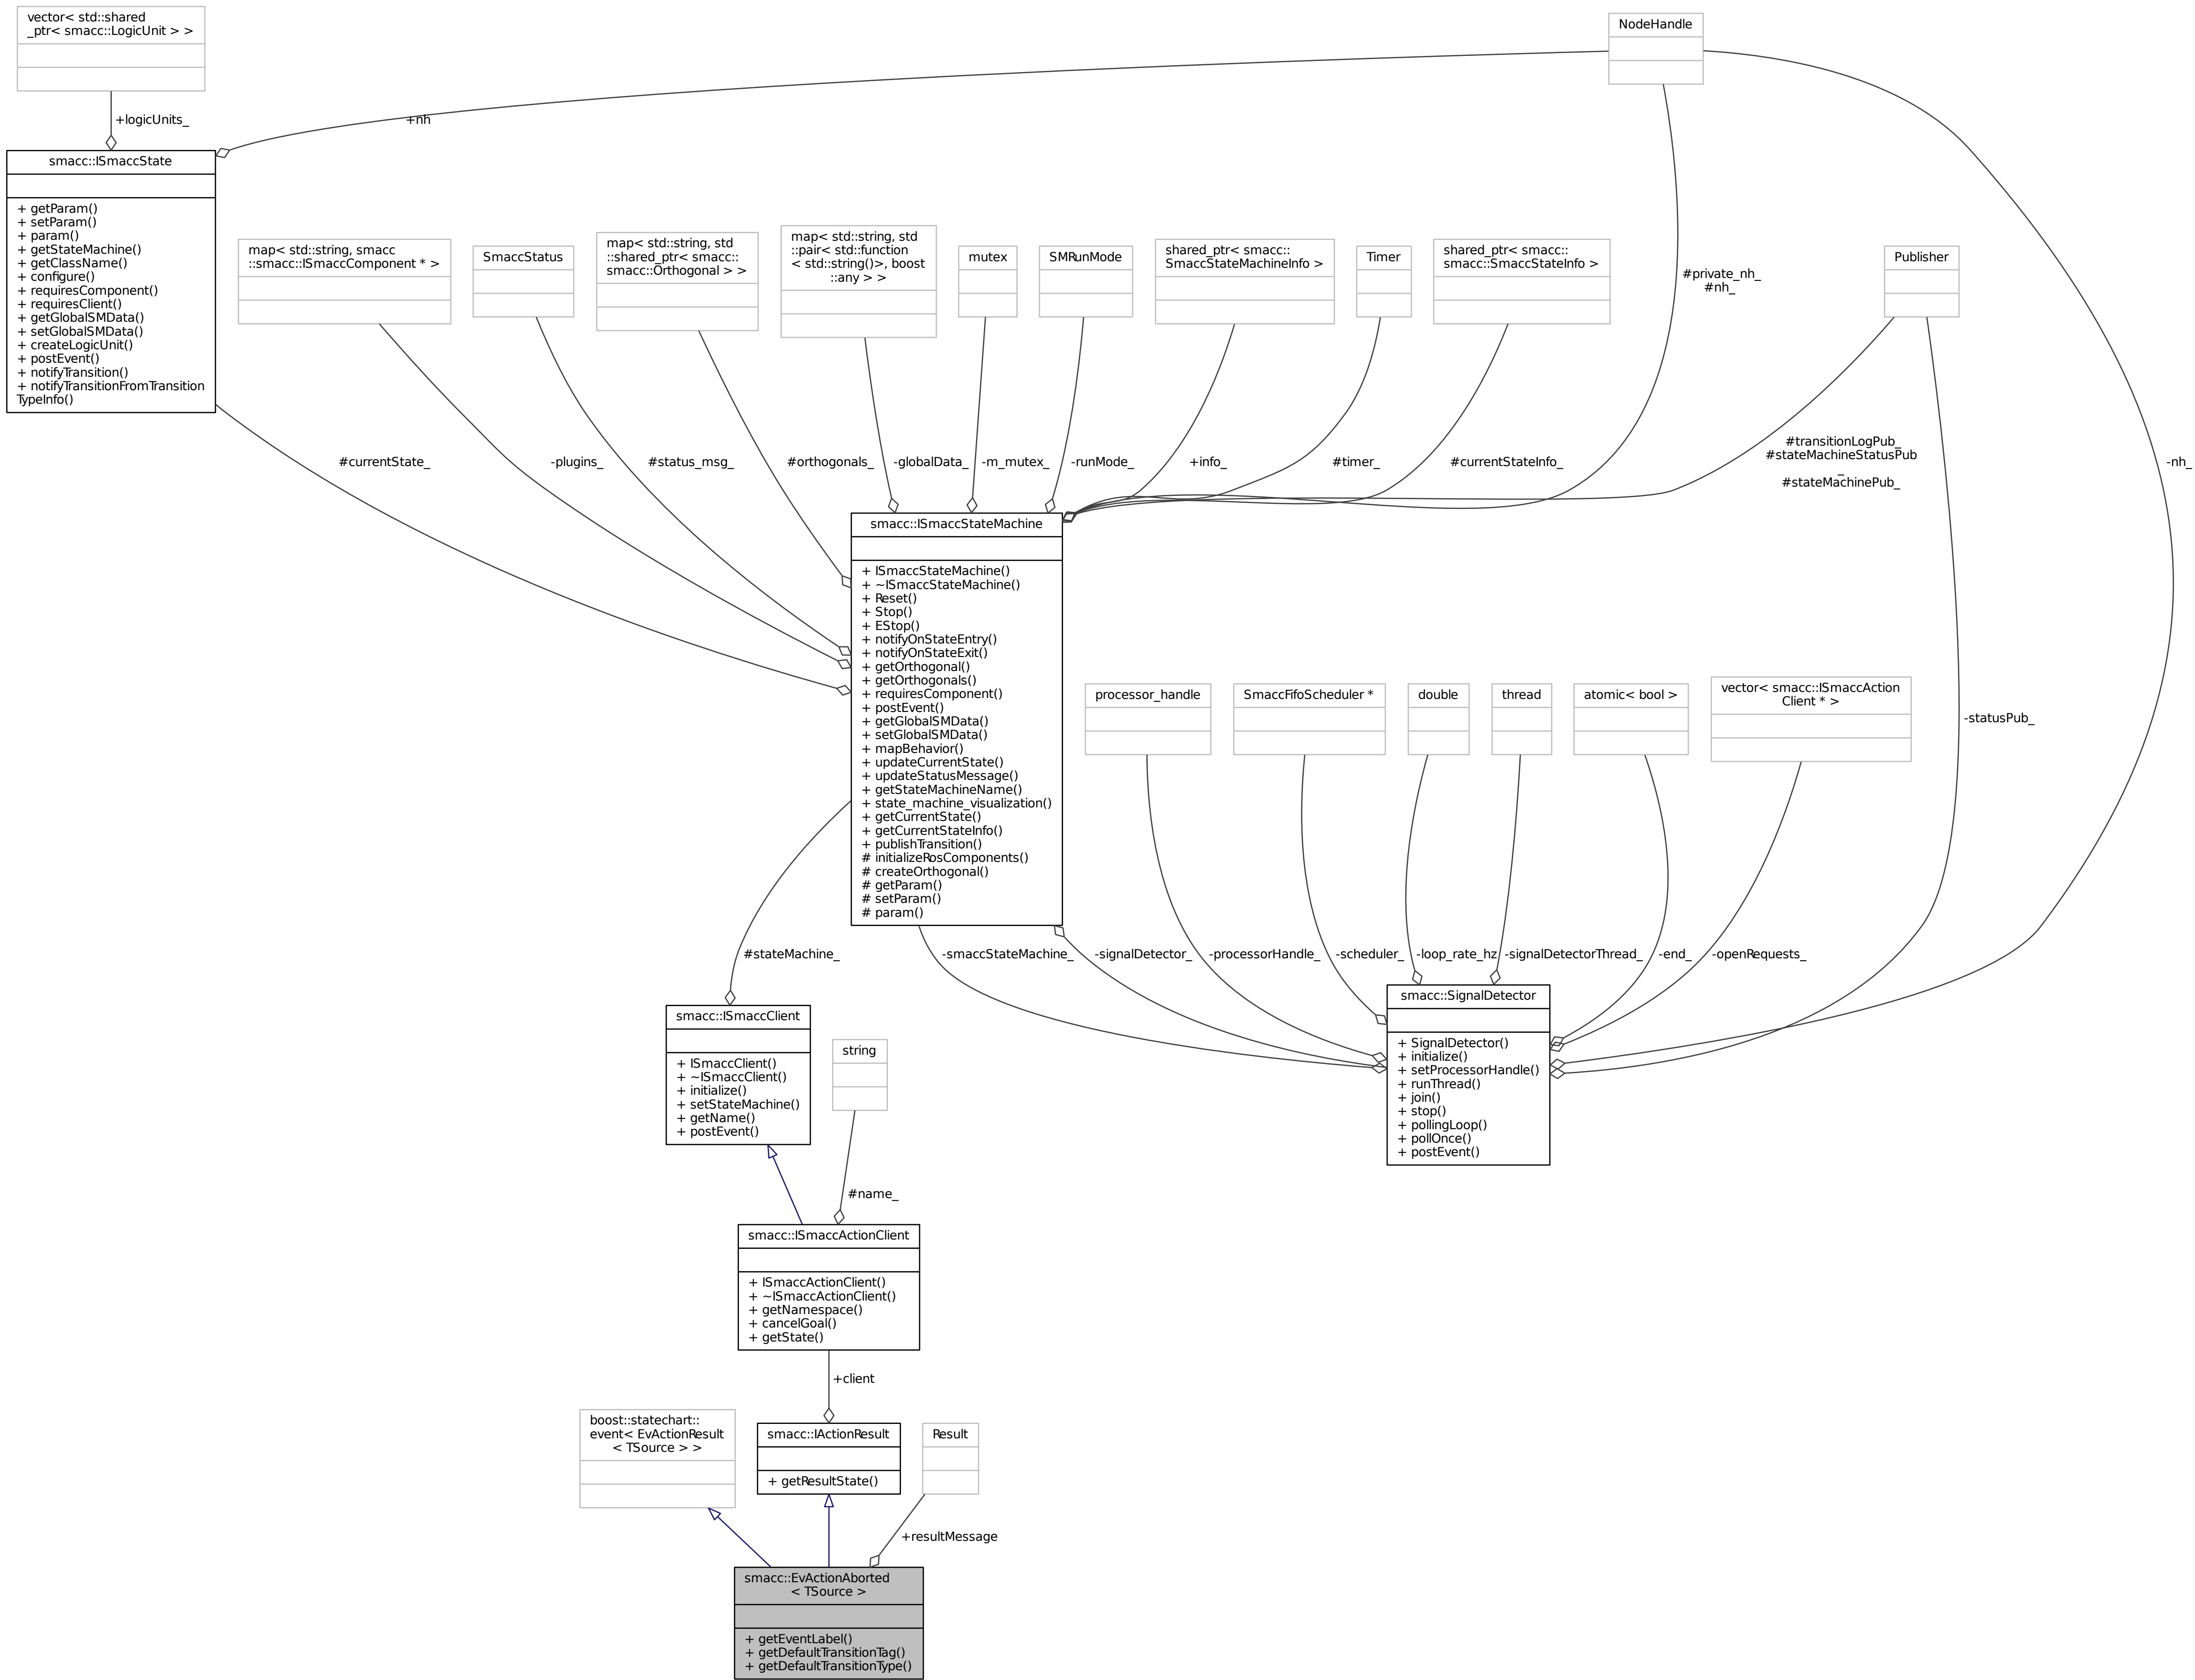 vector< std::shared
_ptr< smacc::LogicUnit > >
NodeHandle
+logicUnits_
+nh
smacc::ISmaccState
+ getParam()
+ setParam()
+ param()
+ getStateMachine()
+ getClassName()
+ configure()
+ requiresComponent()
+ requiresClient()
+ getGlobalSMData()
+ setGlobalSMData()
+ createLogicUnit()
+ postEvent()
+ notifyTransition()
+ notifyTransitionFromTransition
TypeInfo()
map< std::string, smacc
::smacc::ISmaccComponent * >
SmaccStatus
map< std::string, std
::shared_ptr< smacc::
smacc::Orthogonal > >
map< std::string, std
::pair< std::function
< std::string()>, boost
::any > >
mutex
SMRunMode
shared_ptr< smacc::
SmaccStateMachineInfo >
Timer
shared_ptr< smacc::
smacc::SmaccStateInfo >
Publisher
#private_nh_
#nh_
#currentState_
-plugins_
#status_msg_
#orthogonals_
-globalData_
-m_mutex_
-runMode_
+info_
#timer_
#currentStateInfo_
#transitionLogPub_
#stateMachineStatusPub
_
#stateMachinePub_
-nh_
smacc::ISmaccStateMachine
+ ISmaccStateMachine()
+ ~ISmaccStateMachine()
+ Reset()
+ Stop()
+ EStop()
+ notifyOnStateEntry()
+ notifyOnStateExit()
+ getOrthogonal()
+ getOrthogonals()
+ requiresComponent()
+ postEvent()
+ getGlobalSMData()
+ setGlobalSMData()
+ mapBehavior()
+ updateCurrentState()
+ updateStatusMessage()
+ getStateMachineName()
+ state_machine_visualization()
+ getCurrentState()
+ getCurrentStateInfo()
+ publishTransition()
# initializeRosComponents()
# createOrthogonal()
# getParam()
# setParam()
# param()
processor_handle
SmaccFifoScheduler *
double
thread
atomic< bool >
vector< smacc::ISmaccAction
Client * >
-statusPub_
#stateMachine_
-smaccStateMachine_
-signalDetector_
-processorHandle_
-scheduler_
-loop_rate_hz
-signalDetectorThread_
-end_
-openRequests_
smacc::SignalDetector
+ SignalDetector()
+ initialize()
+ setProcessorHandle()
+ runThread()
+ join()
+ stop()
+ pollingLoop()
+ pollOnce()
+ postEvent()
smacc::ISmaccClient
+ ISmaccClient()
+ ~ISmaccClient()
+ initialize()
+ setStateMachine()
+ getName()
+ postEvent()
string
#name_
smacc::ISmaccActionClient
+ ISmaccActionClient()
+ ~ISmaccActionClient()
+ getNamespace()
+ cancelGoal()
+ getState()
+client
boost::statechart::
event< EvActionResult
< TSource > >
smacc::IActionResult
+ getResultState()
Result
+resultMessage
smacc::EvActionAborted
< TSource >
+ getEventLabel()
+ getDefaultTransitionTag()
+ getDefaultTransitionType()